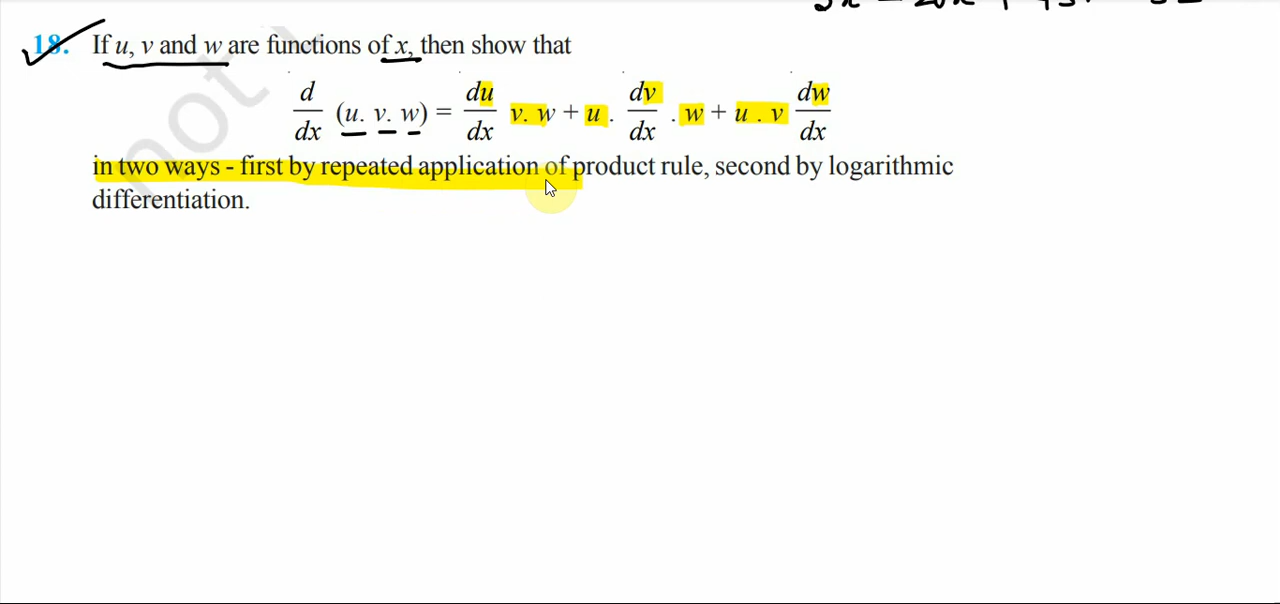 18. If u, v and w are functions of x, then show that
d/dx (u. v. w) = du/dx v. w + u . dv/dx . w + u . v dw/dx
in two ways - first by repeated application of product rule, second by logarithmic
differentiation.
not